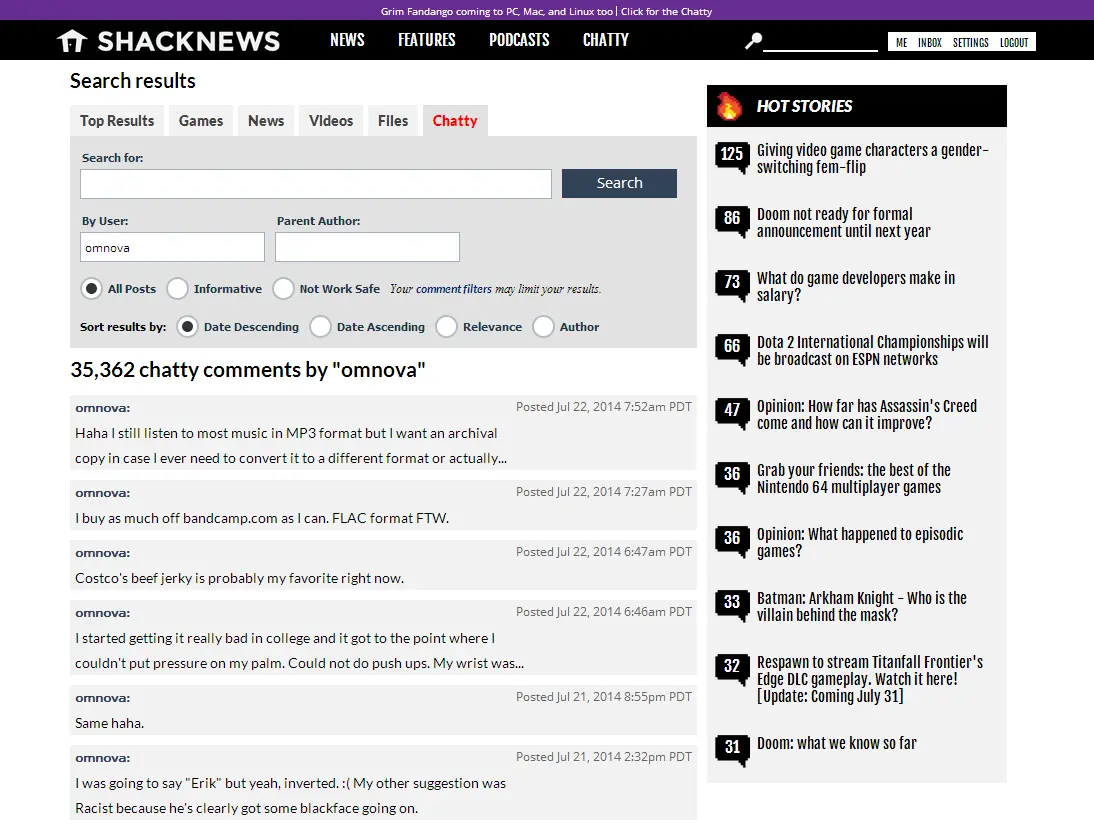 Grim Fandango coming to PC, Mac, and Linux too | Click for the Chatty
SHACKNEWS
NEWS FEATURES PODCASTS CHATTY
ME INBOX SETTINGS LOGOUT
Search results
Top Results Games News Videos Files Chatty
Search for:
Search
By User: Parent Author:
omnova
All Posts Informative Not Work Safe Your comment filters may limit your results.
Sort results by: Date Descending Date Ascending Relevance Author
35,362 chatty comments by "omnova"
omnova: Posted Jul 22, 2014 7:52am PDT
Haha I still listen to most music in MP3 format but I want an archival
copy in case I ever need to convert it to a different format or actually...
omnova: Posted Jul 22, 2014 7:27am PDT
I buy as much off bandcamp.com as I can. FLAC format FTW.
omnova: Posted Jul 22, 2014 6:47am PDT
Costco's beef jerky is probably my favorite right now.
omnova: Posted Jul 22, 2014 6:46am PDT
I started getting it really bad in college and it got to the point where I
couldn't put pressure on my palm. Could not do push ups. My wrist was...
omnova: Posted Jul 21, 2014 8:55pm PDT
Same haha.
omnova: Posted Jul 21, 2014 2:32pm PDT
I was going to say "Erik" but yeah, inverted. :( My other suggestion was
Racist because he's clearly got some blackface going on.
HOT STORIES
125 Giving video game characters a gender-
switching fem-flip
86 Doom not ready for formal
announcement until next year
73 What do game developers make in
salary?
66 Dota 2 International Championships will
be broadcast on ESPN networks
47 Opinion: How far has Assassin's Creed
come and how can it improve?
36 Grab your friends: the best of the
Nintendo 64 multiplayer games
36 Opinion: What happened to episodic
games?
33 Batman: Arkham Knight - Who is the
villain behind the mask?
32 Respawn to stream Titanfall Frontier's
Edge DLC gameplay. Watch it here!
[Update: Coming July 31]
31 Doom: what we know so far